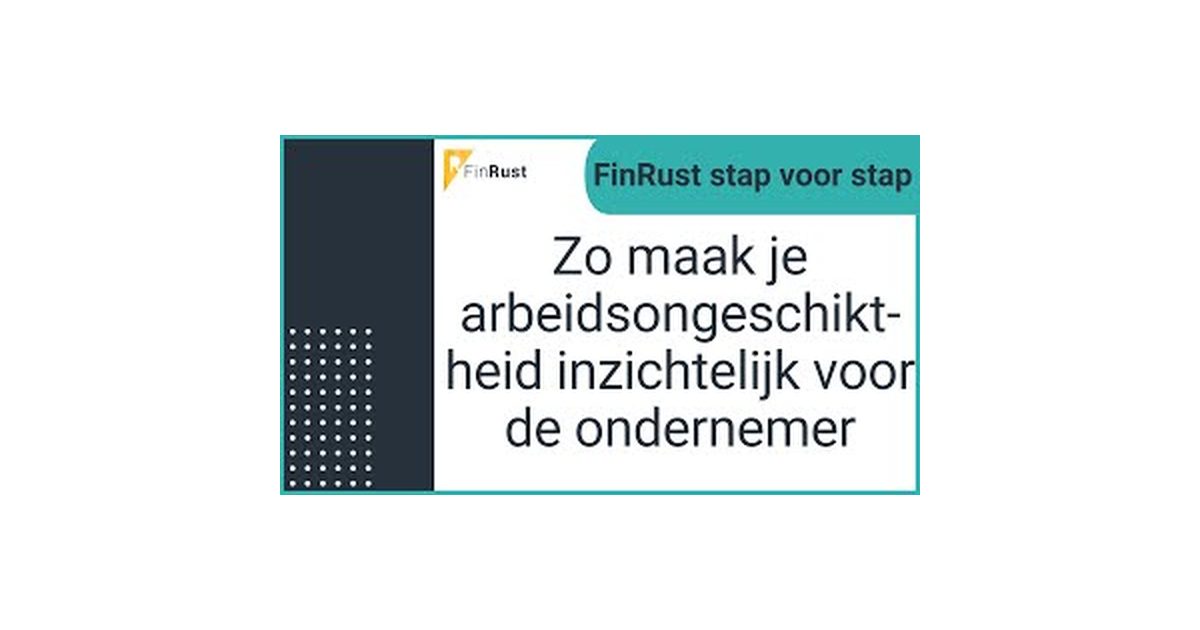 FinRust
FinRust stap voor stap
Zo maak je
arbeidsongeschikt-
heid inzichtelijk voor
de ondernemer